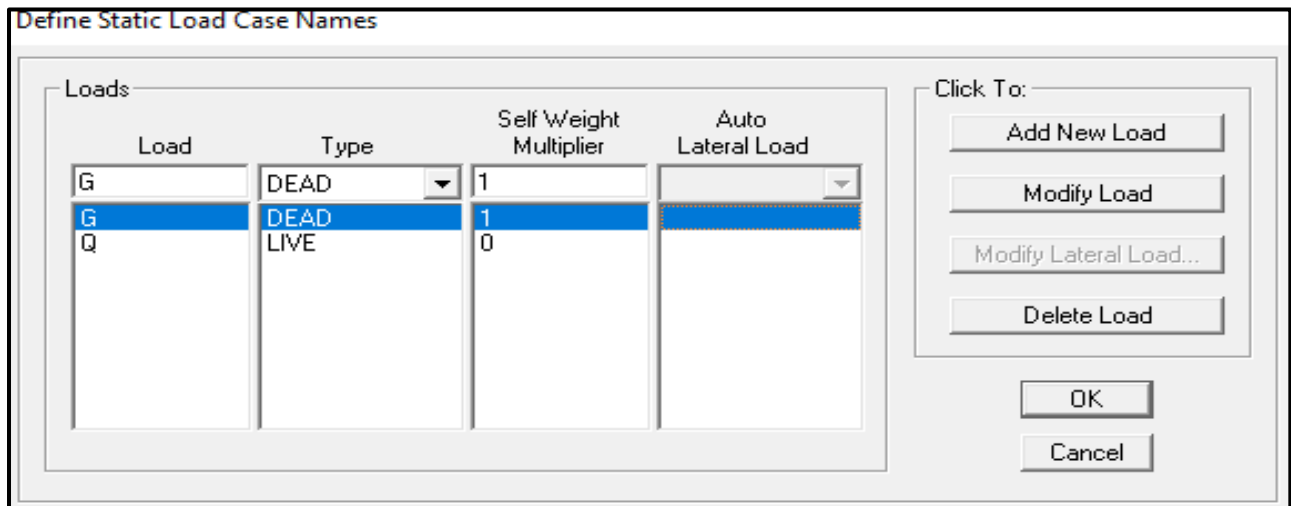 Define Static Load Case Names
Loads
Load Type Self Weight Multiplier Auto Lateral Load
G DEAD 1
G DEAD 1
Q LIVE 0
Click To:
Add New Load
Modify Load
Modify Lateral Load...
Delete Load
OK
Cancel